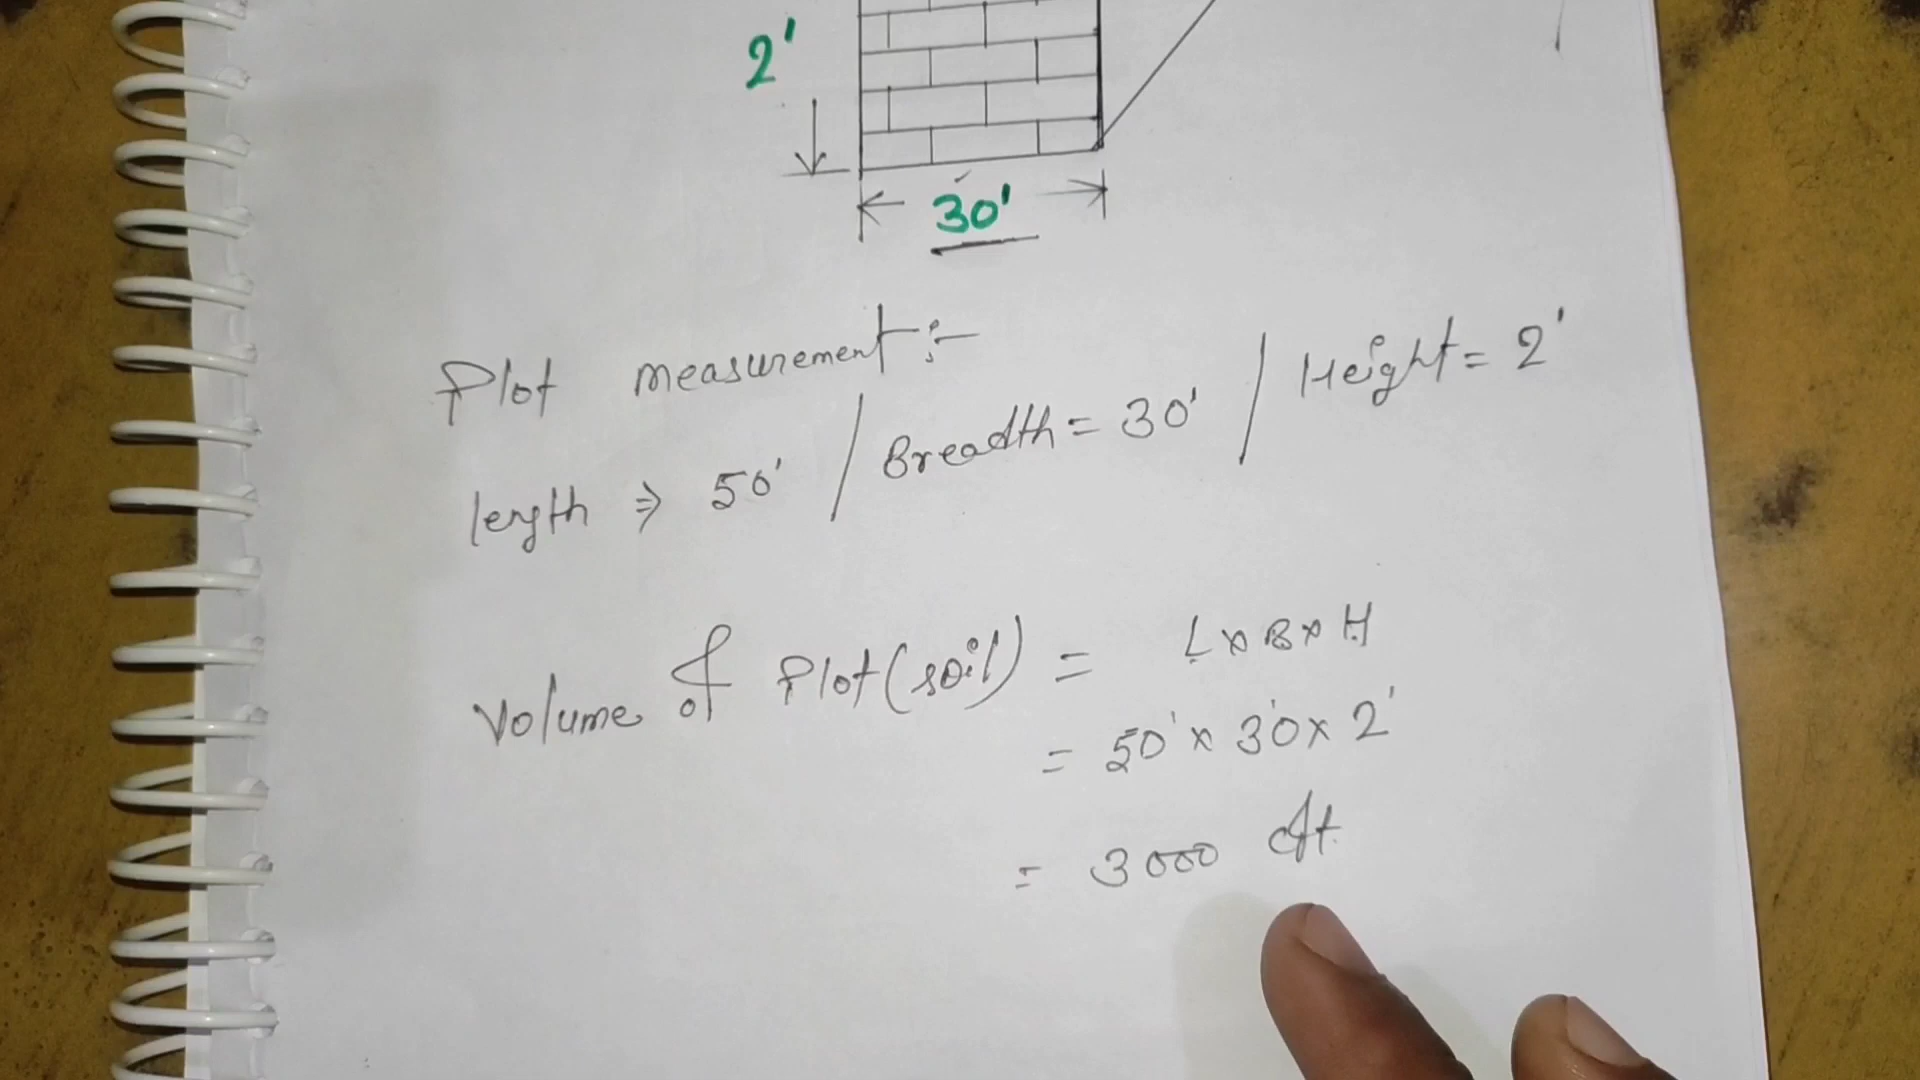 2'
30'
Plot measurement :-
length ⇒ 50' / Breadth = 30' / Height = 2'
Volume of Plot (soil) = L x B x H
= 50' x 30' x 2'
= 3000 cft.